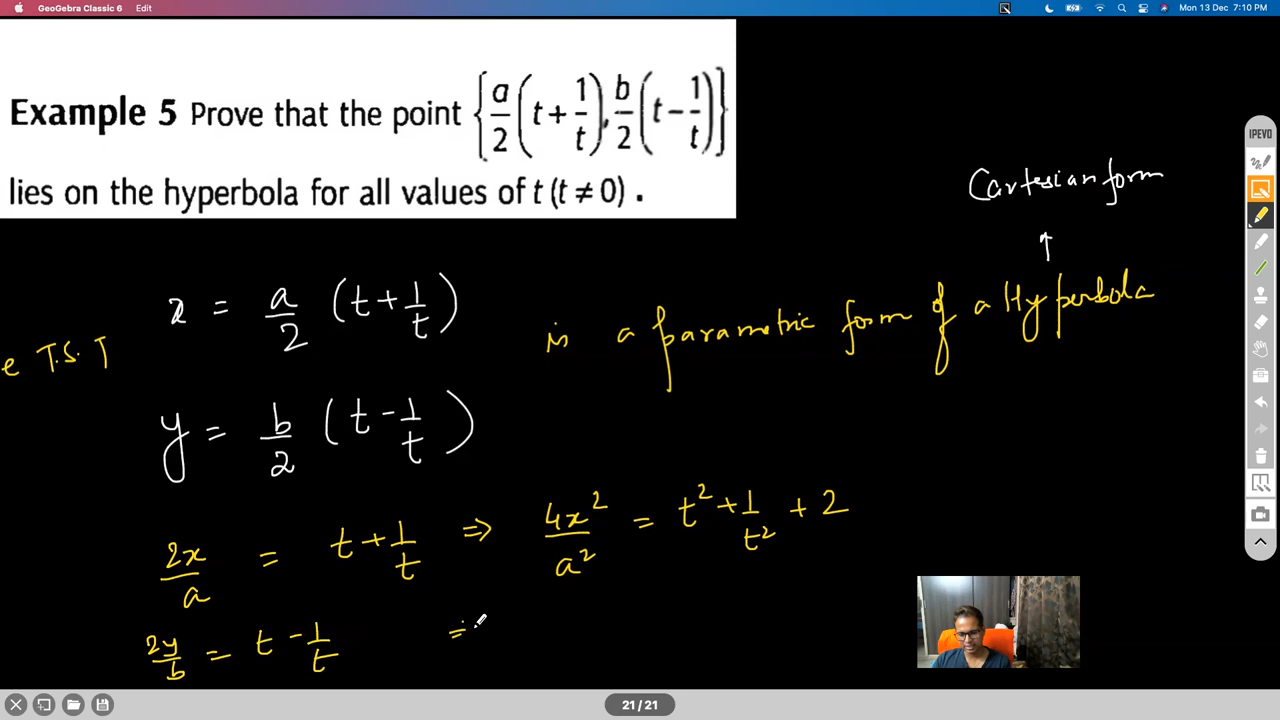 GeoGebra Classic 6 Edit Mon 13 Dec 7:10 PM
Example 5 Prove that the point {a/2 (t + 1/t), b/2 (t - 1/t)}
lies on the hyperbola for all values of t (t ≠ 0) .
IPEVO
Cartesian form
↑
x = a/2 (t + 1/t) is a parametric form of a Hyperbola
e T.S.T
y = b/2 (t - 1/t)
2x/a = t + 1/t ⇒ 4x²/a² = t² + 1/t² + 2
2y/b = t - 1/t =
21 / 21